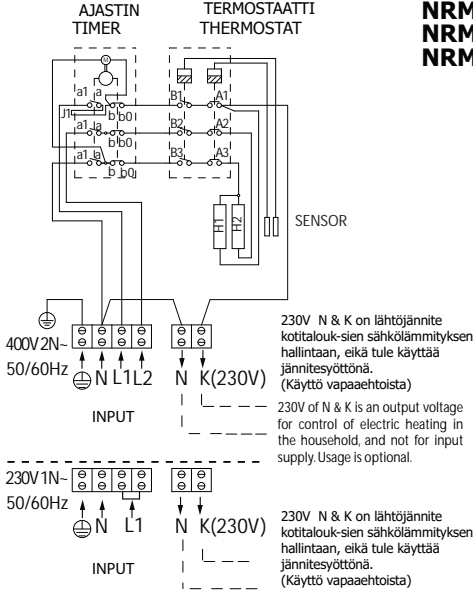 AJASTIN
TIMER
TERMOSTAATTI
THERMOSTAT
NRM
NRM
NRM
M
a1 a
B1 A1
J1
b b0
a1 a
B2 A2
b b0
a1 a
B3 A3
b b0
H1 H2
SENSOR
400V 2N~
50/60Hz
N L1 L2 N K(230V)
INPUT
230V N & K on lähtöjännite
kotitalouk-sien sähkölämmityksen
hallintaan, eikä tule käyttää
jännitesyöttönä.
(Käyttö vapaaehtoista)
230V of N & K is an output voltage
for control of electric heating in
the household, and not for input
supply. Usage is optional.
230V 1N~
50/60Hz
N L1 N K(230V)
INPUT
230V N & K on lähtöjännite
kotitalouk-sien sähkölämmityksen
hallintaan, eikä tule käyttää
jännitesyöttönä.
(Käyttö vapaaehtoista)